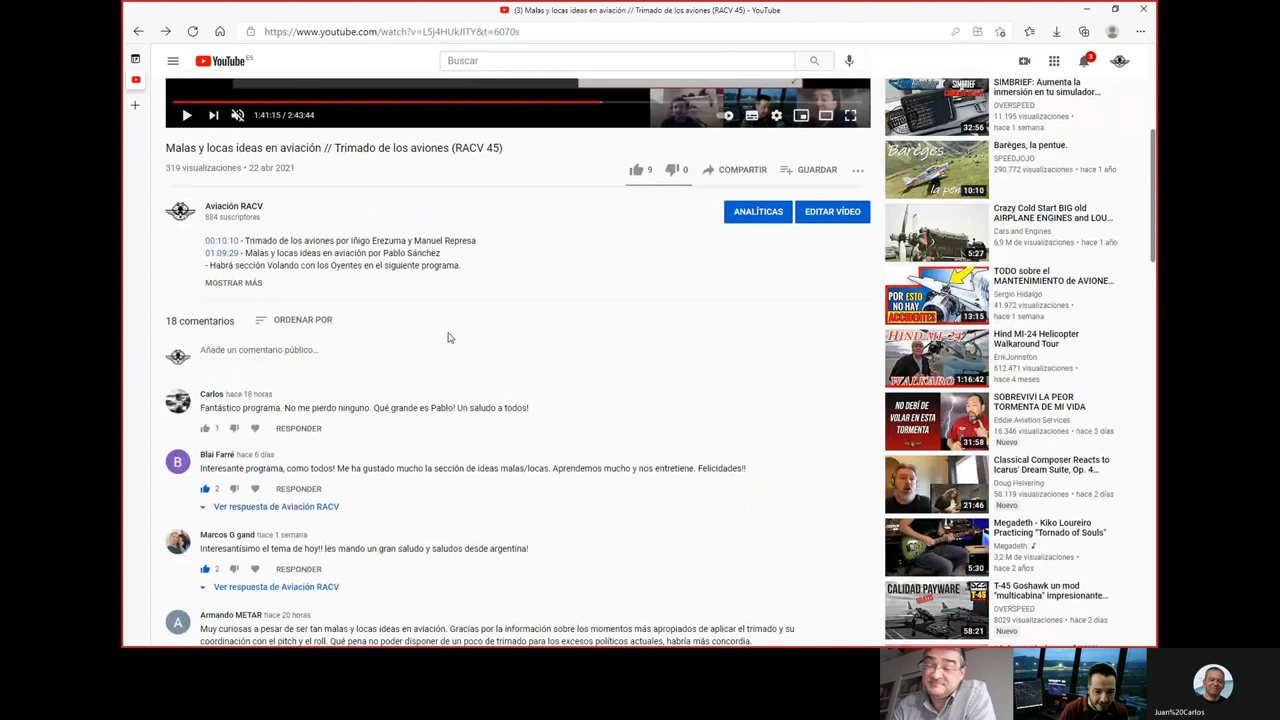 (3) Malas y locas ideas en aviación // Trimado de los aviones (RACV 45) - YouTube
https://www.youtube.com/watch?v=L5j4HUkJITY&t=6070s
YouTube ES
Buscar
3
1:41:15 / 2:43:44
Malas y locas ideas en aviación // Trimado de los aviones (RACV 45)
319 visualizaciones • 22 abr 2021
9
0
COMPARTIR
GUARDAR
Aviación RACV
884 suscriptores
ANALÍTICAS
EDITAR VÍDEO
00.10.10 - Trimado de los aviones por Iñigo Erezuma y Manuel Represa
01:09:29 - Malas y locas ideas en aviación por Pablo Sánchez
- Habrá sección Volando con los Oyentes en el siguiente programa.
MOSTRAR MÁS
18 comentarios
ORDENAR POR
Añade un comentario público...
Carlos hace 18 horas
Fantástico programa. No me pierdo ninguno. Qué grande es Pablo! Un saludo a todos!
1
RESPONDER
B
Blai Farré hace 6 días
Interesante programa, como todos! Me ha gustado mucho la sección de ideas malas/locas. Aprendemos mucho y nos entretiene. Felicidades!!
2
RESPONDER
Ver respuesta de Aviación RACV
Marcos G gand hace 1 semana
Interesantísimo el tema de hoy!! les mando un gran saludo y saludos desde argentina!
2
RESPONDER
Ver respuesta de Aviación RACV
A
Armando METAR hace 20 horas
Muy curiosas a pesar de ser tan malas y locas ideas en aviación. Gracias por la información sobre los momentos más apropiados de aplicar el trimado y su
coordinación con el pitch y el roll. Qué pena no poder disponer de un poco de trimado para los excesos políticos actuales, habría más concordia.
32:56
SIMBRIEF: Aumenta la
inmersión en tu simulador...
OVERSPEED
11.195 visualizaciones •
hace 1 semana
Barèges
la pente
10:10
Barèges, la pente.
SPEEDJOJO
290.772 visualizaciones • hace 1 año
5:27
Crazy Cold Start BIG old
AIRPLANE ENGINES and LOU...
Cars and Engines
6,9 M de visualizaciones •
hace 1 año
POR ESTO
NO HAY
ACCIDENTES
13:15
TODO sobre el
MANTENIMIENTO de AVIONE...
Sergio Hidalgo
41.972 visualizaciones •
hace 1 semana
HIND MI-24
WALKARO
1:16:42
Hind MI-24 Helicopter
Walkaround Tour
ErikJohnston
612.471 visualizaciones •
hace 4 meses
NO DEBÍ DE
VOLAR EN ESTA
TORMENTA
31:58
SOBREVIVÍ LA PEOR
TORMENTA DE MI VIDA
Eddie Aviation Services
16.346 visualizaciones • hace 5 días
Nuevo
21:46
Classical Composer Reacts to
Icarus' Dream Suite, Op. 4...
Doug Helvering
58.119 visualizaciones • hace 2 días
Nuevo
5:30
Megadeth - Kiko Loureiro
Practicing "Tornado of Souls"
Megadeth
3,2 M de visualizaciones •
hace 2 años
CALIDAD PAYWARE
GRATIS
T-45
58:21
T-45 Goshawk un mod
"multicabina" impresionante...
OVERSPEED
8029 visualizaciones • hace 2 días
Nuevo
Juan%20Carlos